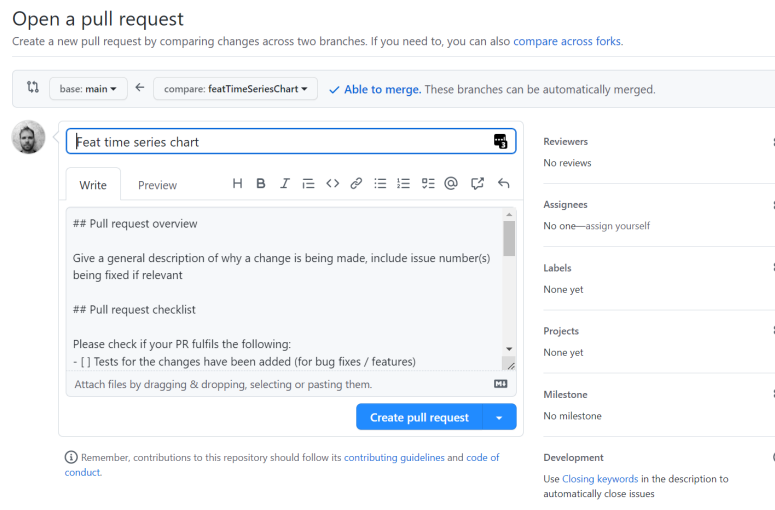 Open a pull request
Create a new pull request by comparing changes across two branches. If you need to, you can also compare across forks.
base: main
compare: featTimeSeriesChart
Able to merge. These branches can be automatically merged.
Feat time series chart
Write
Preview
## Pull request overview
Give a general description of why a change is being made, include issue number(s)
being fixed if relevant
## Pull request checklist
Please check if your PR fulfils the following:
- [ ] Tests for the changes have been added (for bug fixes / features)
Attach files by dragging & dropping, selecting or pasting them.
Create pull request
Remember, contributions to this repository should follow its contributing guidelines and code of
conduct.
Reviewers
No reviews
Assignees
No one—assign yourself
Labels
None yet
Projects
None yet
Milestone
No milestone
Development
Use Closing keywords in the description to
automatically close issues